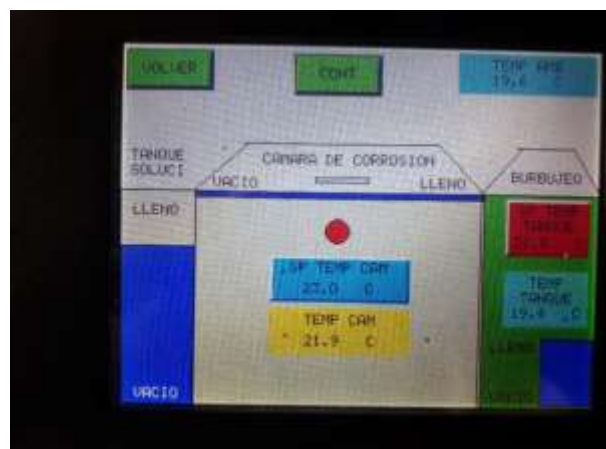 VOLVER
CONT
TEMP AMB
19.6 C
TANQUE
SOLUCI
CAMARA DE CORROSION
VACIO
LLENO
BURBUJEO
LLENO
SP TEMP
TANQUE
SP TEMP CAM
23.0 C
TEMP
TANQUE
19.4 C
TEMP CAM
21.9 C
LLENO
VACIO
VACIO